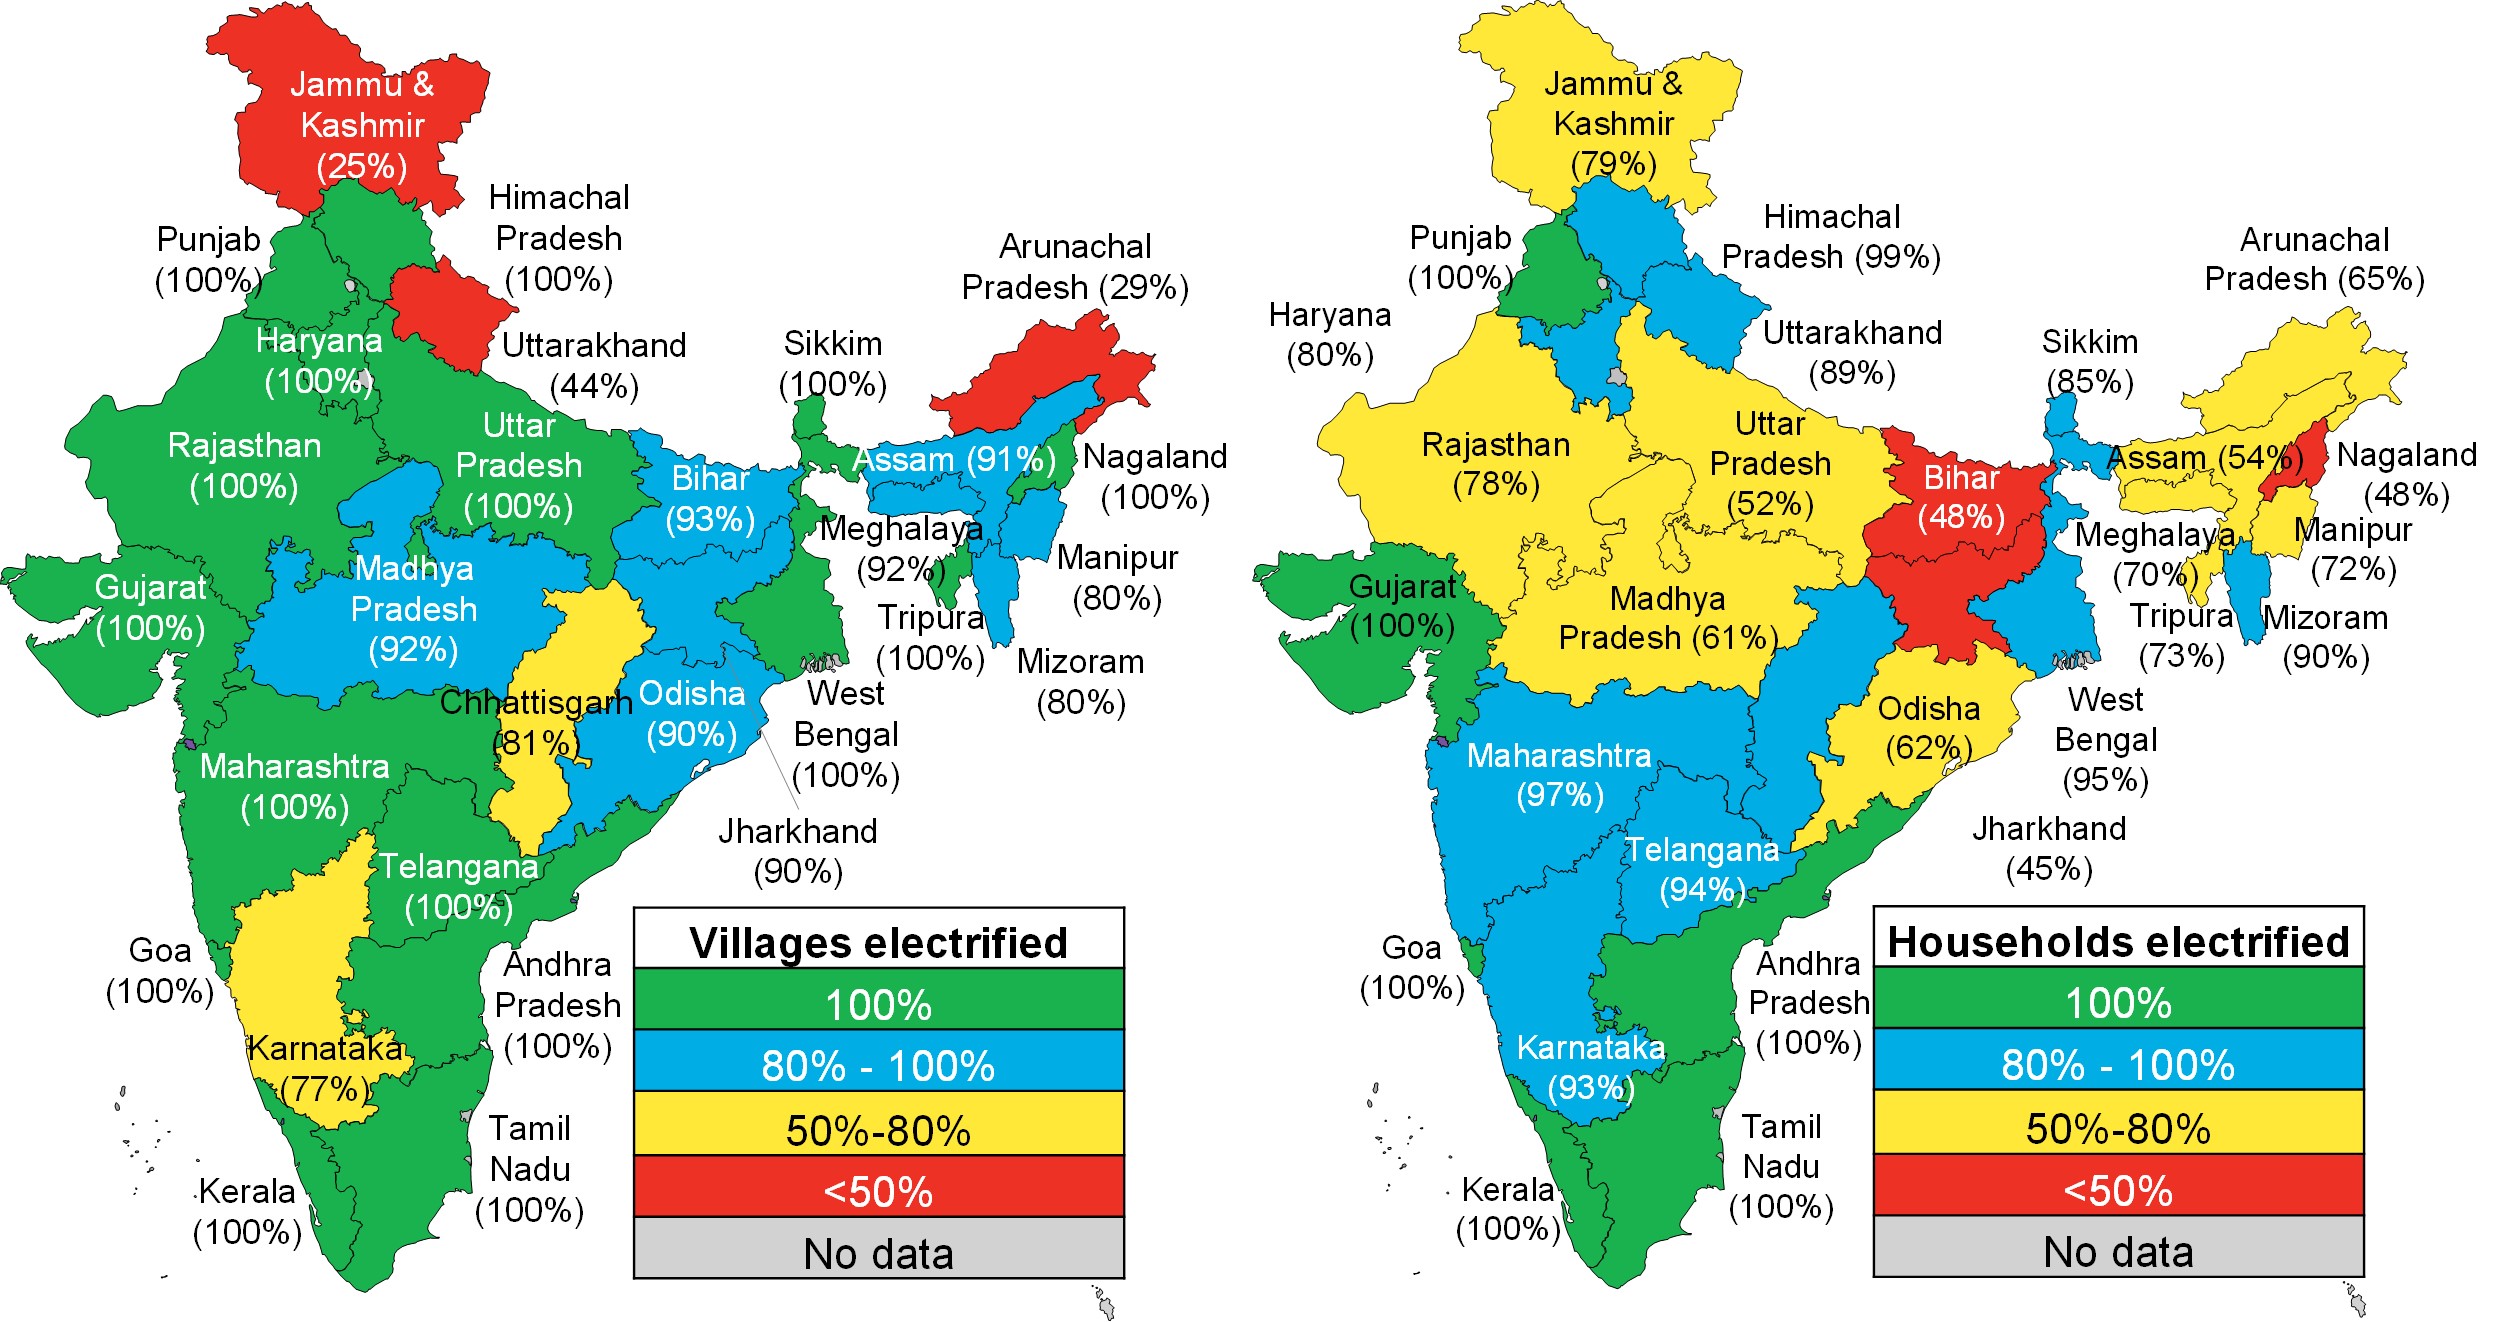 Jammu &
Kashmir
(25%)
Himachal
Pradesh
(100%)
Punjab
(100%)
Haryana
(100%)
Uttarakhand
(44%)
Arunachal
Pradesh (29%)
Sikkim
(100%)
Rajasthan
(100%)
Uttar
Pradesh
(100%)
Bihar
(93%)
Assam (91%)
Nagaland
(100%)
Meghalaya
(92%)
Manipur
(80%)
Tripura
(100%)
Mizoram
(80%)
Gujarat
(100%)
Madhya
Pradesh
(92%)
Chhattisgarh
(81%)
Odisha
(90%)
West
Bengal
(100%)
Jharkhand
(90%)
Maharashtra
(100%)
Telangana
(100%)
Goa
(100%)
Andhra
Pradesh
(100%)
Karnataka
(77%)
Tamil
Nadu
(100%)
Kerala
(100%)
Villages electrified
100%
80% - 100%
50%-80%
<50%
No data
Jammu &
Kashmir
(79%)
Himachal
Pradesh (99%)
Punjab
(100%)
Haryana
(80%)
Uttarakhand
(89%)
Arunachal
Pradesh (65%)
Sikkim
(85%)
Rajasthan
(78%)
Uttar
Pradesh
(52%)
Bihar
(48%)
Assam (54%)
Nagaland
(48%)
Meghalaya
(70%)
Manipur
(72%)
Tripura
(73%)
Mizoram
(90%)
Gujarat
(100%)
Madhya
Pradesh (61%)
Odisha
(62%)
West
Bengal
(95%)
Jharkhand
(45%)
Maharashtra
(97%)
Telangana
(94%)
Goa
(100%)
Andhra
Pradesh
(100%)
Karnataka
(93%)
Tamil
Nadu
(100%)
Kerala
(100%)
Households electrified
100%
80% - 100%
50%-80%
<50%
No data